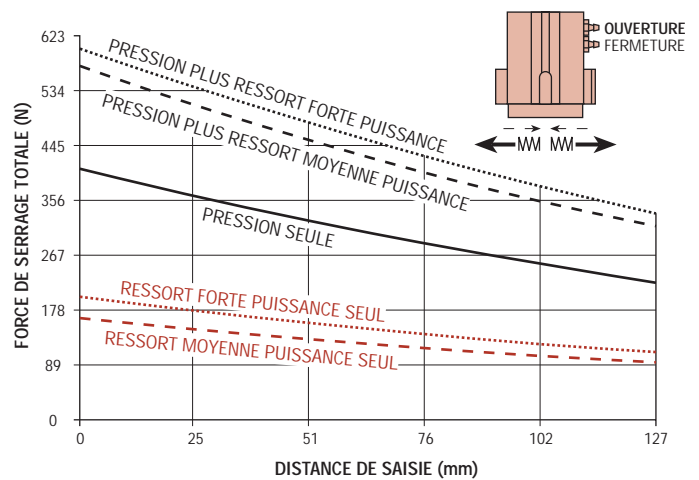 OUVERTURE
FERMETURE
FORCE DE SERRAGE TOTALE (N)
623
534
445
356
267
178
89
0
PRESSION PLUS RESSORT FORTE PUISSANCE
PRESSION PLUS RESSORT MOYENNE PUISSANCE
PRESSION SEULE
RESSORT FORTE PUISSANCE SEUL
RESSORT MOYENNE PUISSANCE SEUL
0 25 51 76 102 127
DISTANCE DE SAISIE (mm)